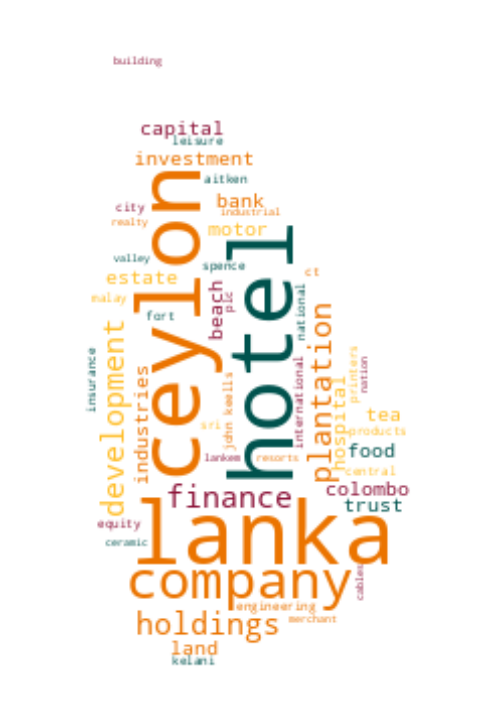 building
capital
leisure
investment
aitken
bank
city
industrial
realty
motor
ceylon
hotel
valley
spence
ct
estate
malay
beach
plc
national
fort
development
insurance
industries
john keells
international
plantation
hospital
printers
nation
sri
tea
products
lankem
resorts
food
central
finance
colombo
trust
lanka
equity
ceramic
company
cables
engineering
holdings
merchant
land
kelani